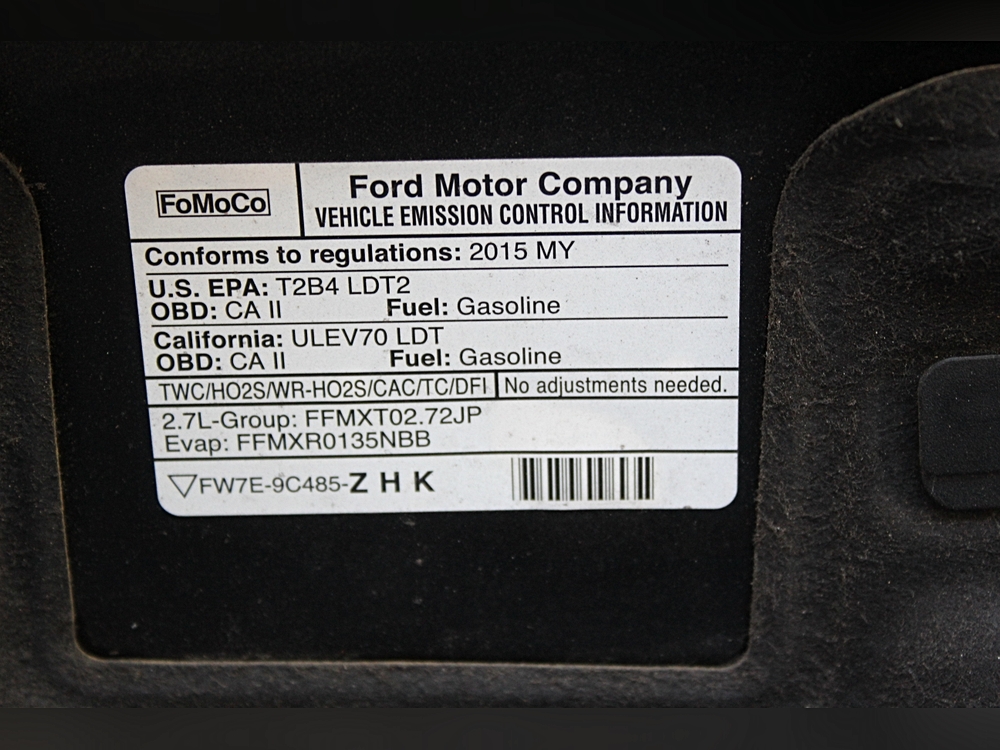 FoMoCo
Ford Motor Company
VEHICLE EMISSION CONTROL INFORMATION
Conforms to regulations: 2015 MY
U.S. EPA: T2B4 LDT2
OBD: CA II Fuel: Gasoline
California: ULEV70 LDT
OBD: CA II Fuel: Gasoline
TWC/HO2S/WR-HO2S/CAC/TC/DFI No adjustments needed.
2.7L-Group: FFMXT02.72JP
Evap: FFMXR0135NBB
FW7E-9C485-Z H K